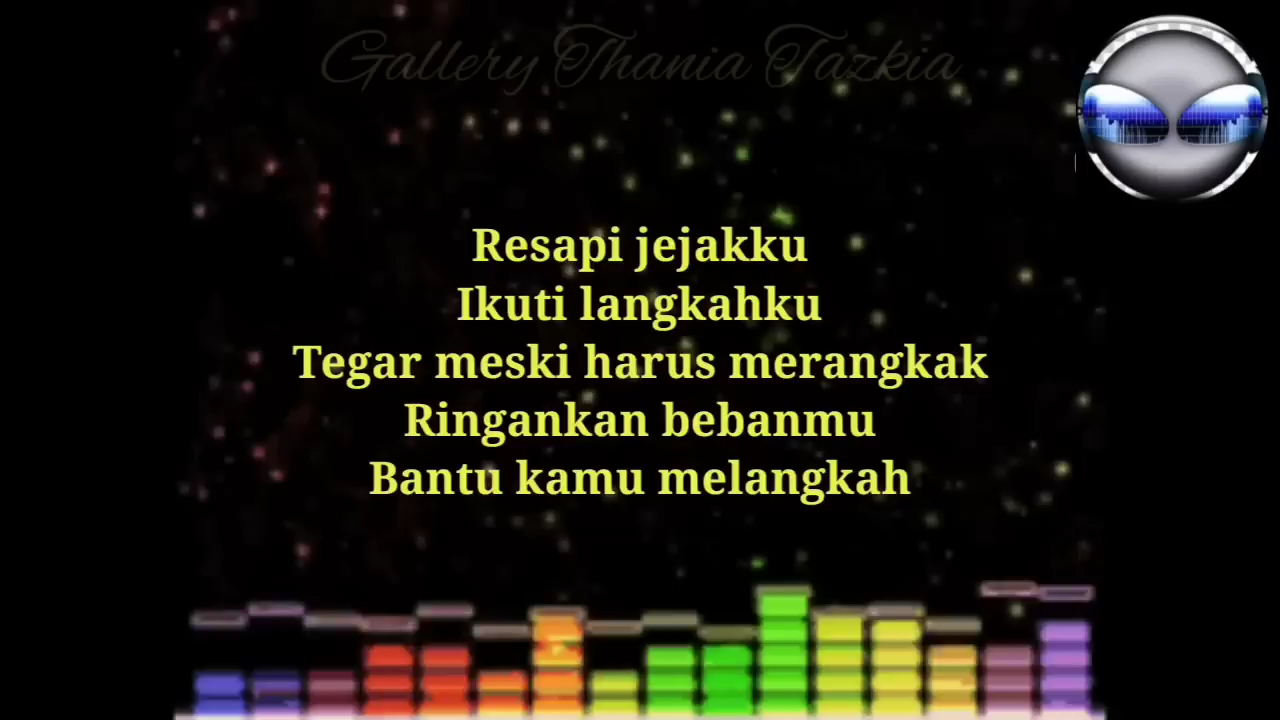 Gallery Thania Tazkia
Resapi jejakku
Ikuti langkahku
Tegar meski harus merangkak
Ringankan bebanmu
Bantu kamu melangkah